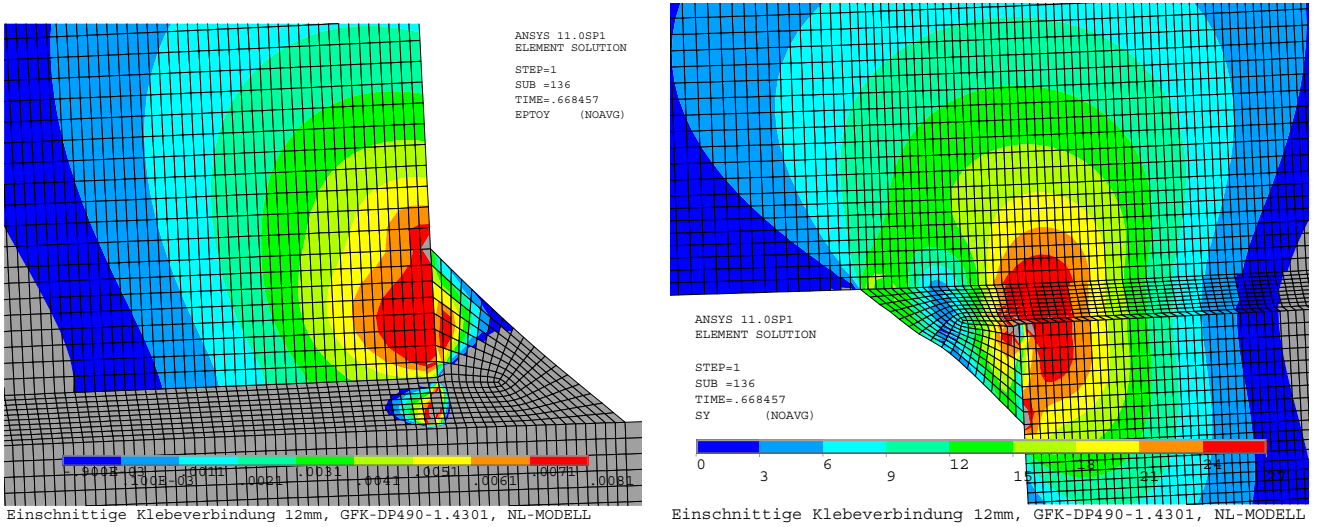 ANSYS 11.0SP1
ELEMENT SOLUTION
STEP=1
SUB =136
TIME=.668457
EPTOY (NOAVG)
.0011 .0031 .0051 .0071
.100E-03 .0021 .0041 .0061 .0081
Einschnittige Klebeverbindung 12mm, GFK-DP490-1.4301, NL-MODELL
ANSYS 11.0SP1
ELEMENT SOLUTION
STEP=1
SUB =136
TIME=.668457
SY (NOAVG)
0 6 12 18 24
3 9 15 21 27
Einschnittige Klebeverbindung 12mm, GFK-DP490-1.4301, NL-MODELL